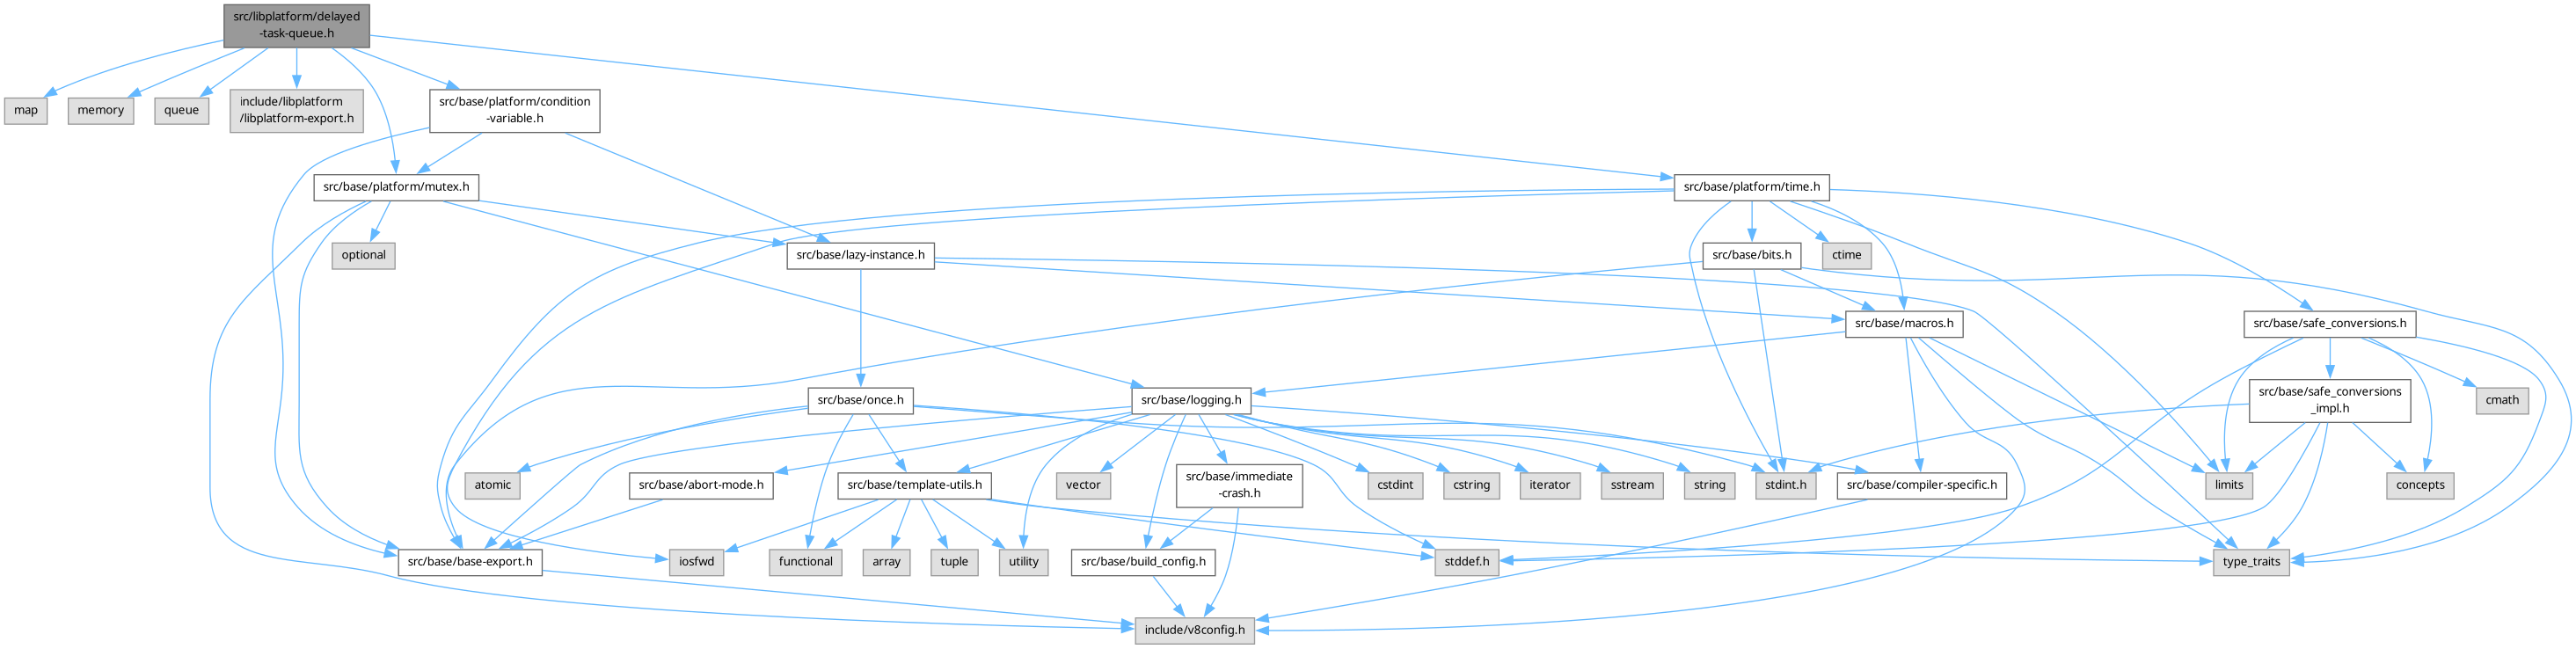 src/libplatform/delayed
-task-queue.h
map
memory
queue
include/libplatform
/libplatform-export.h
src/base/platform/condition
-variable.h
src/base/platform/mutex.h
src/base/platform/time.h
optional
src/base/lazy-instance.h
src/base/bits.h
ctime
src/base/macros.h
src/base/safe_conversions.h
src/base/once.h
src/base/logging.h
src/base/safe_conversions
_impl.h
cmath
atomic
src/base/abort-mode.h
src/base/template-utils.h
vector
src/base/immediate
-crash.h
cstdint
cstring
iterator
sstream
string
stdint.h
src/base/compiler-specific.h
limits
concepts
src/base/base-export.h
iosfwd
functional
array
tuple
utility
src/base/build_config.h
stddef.h
type_traits
include/v8config.h